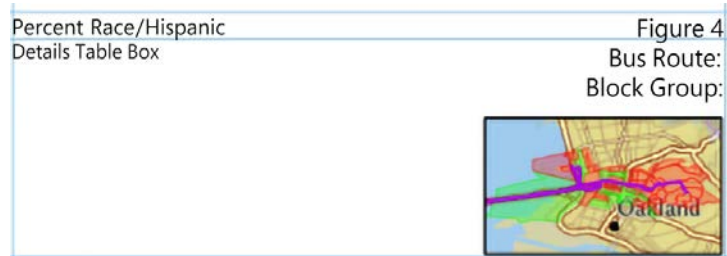 Percent Race/Hispanic
Figure 4
Details Table Box
Bus Route:
Block Group:
Oakland